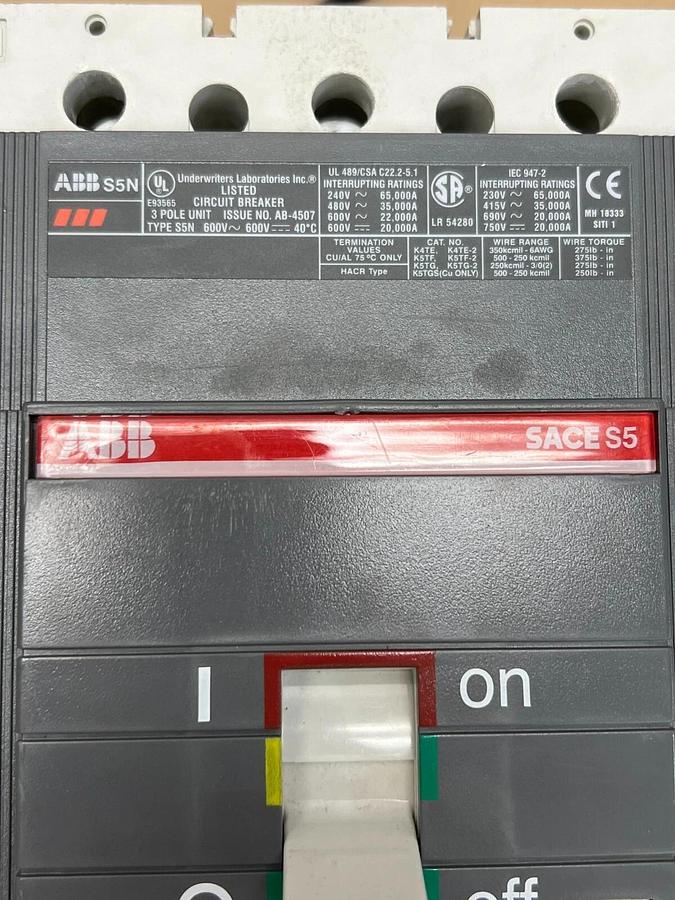 ABB S5N
UL
Underwriters Laboratories Inc.®
LISTED
E93565 CIRCUIT BREAKER
3 POLE UNIT ISSUE NO. AB-4507
TYPE S5N 600V~ 600V⎓ 40°C
UL 489/CSA C22.2-5.1
INTERRUPTING RATINGS
240V ~ 65,000A
480V ~ 35,000A
600V ~ 22,000A
600V ⎓ 20,000A
SA ®
LR 54280
IEC 947-2
INTERRUPTING RATINGS
230V ~ 65,000A
415V ~ 35,000A
690V ~ 20,000A
750V ⎓ 20,000A
CE
MH 18333
SITI 1
TERMINATION
VALUES
CU/AL 75°C ONLY
HACR Type
CAT. NO.
K4TE, K4TE-2
K5TF, K5TF-2
K5TG, K5TG-2
K5TGS(Cu ONLY)
WIRE RANGE
350kcmil - 6AWG
500 - 250 kcmil
250kcmil - 3/0(2)
500 - 250 kcmil
WIRE TORQUE
275lb - in
375lb - in
275lb - in
250lb - in
ABB SACE S5
I on
O off